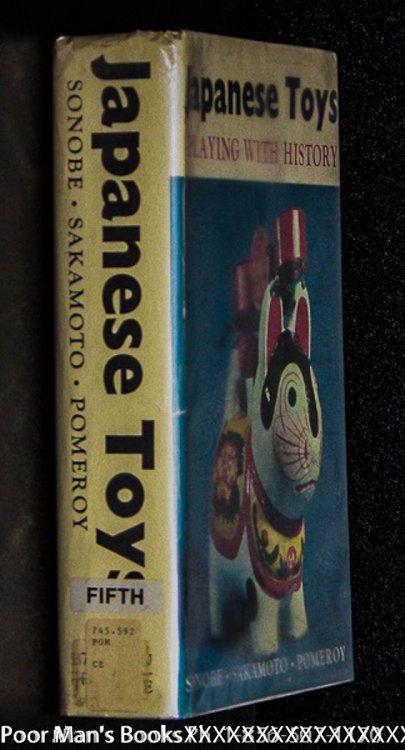 Japanese Toys
SONOBE · SAKAMOTO · POMEROY
FIFTH
745.592
POM
CE
Japanese Toys
PLAYING WITH HISTORY
SONOBE · SAKAMOTO · POMEROY
Poor Man's Books